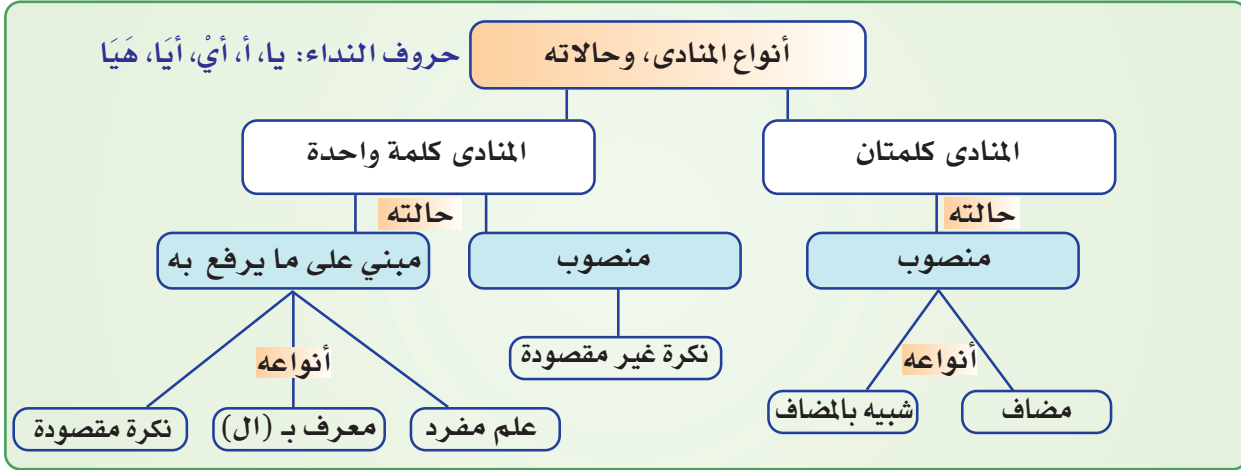 أنواع المنادى، وحالاته
حروف النداء: يا، أ، أيْ، أيَا، هَيَا
المنادى كلمتان
المنادى كلمة واحدة
حالته
حالته
منصوب
منصوب
مبني على ما يرفع به
أنواعه
نكرة غير مقصودة
أنواعه
مضاف
شبيه بالمضاف
علم مفرد
معرف بـ (ال)
نكرة مقصودة